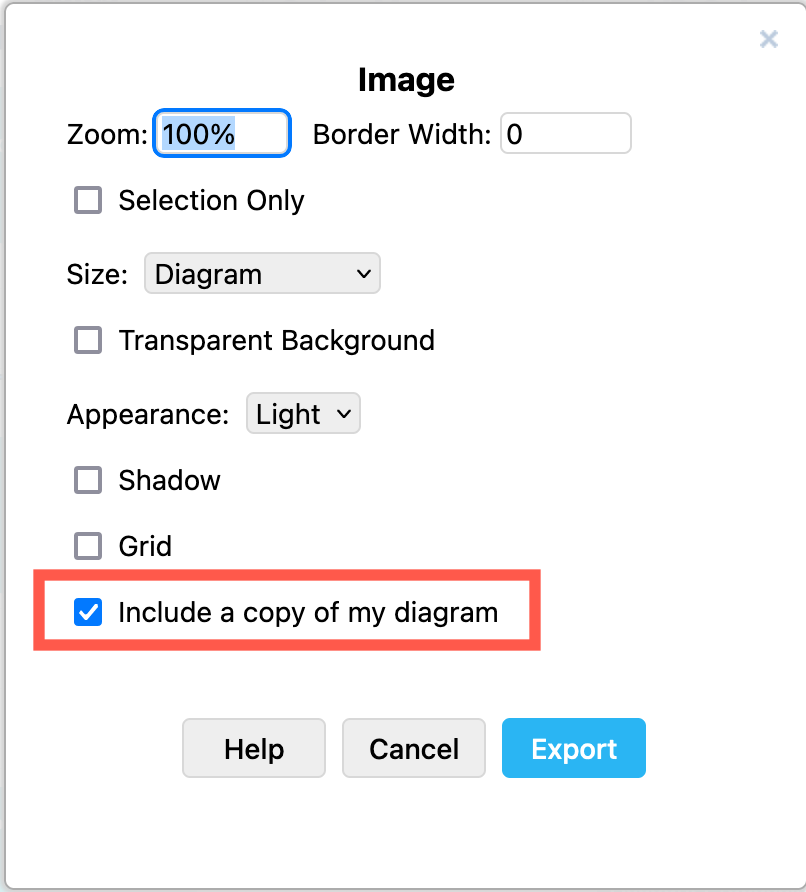 Image
Zoom: 100% Border Width: 0
Selection Only
Size: Diagram
Transparent Background
Appearance: Light
Shadow
Grid
Include a copy of my diagram
Help Cancel Export